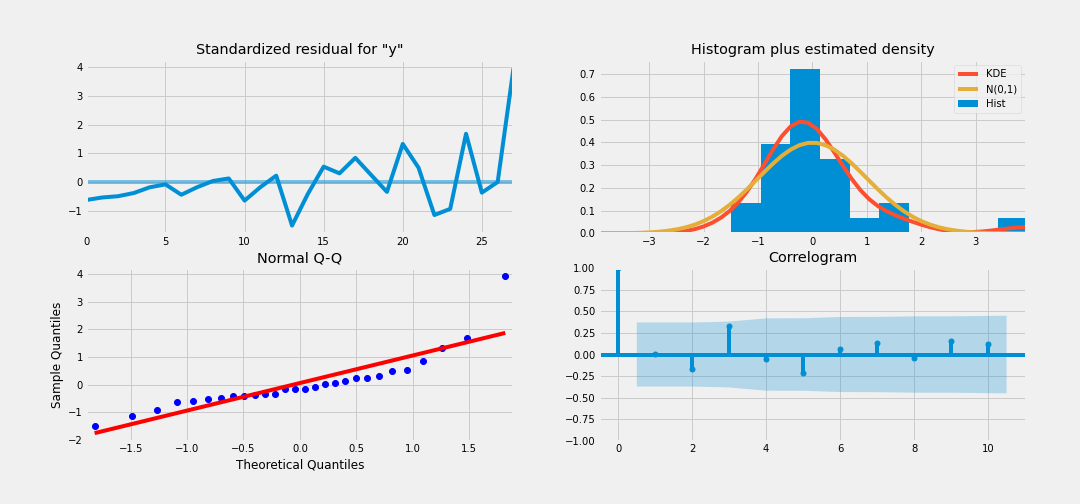 Standardized residual for "y"
4
3
2
1
0
−1
0 5 10 15 20 25
Histogram plus estimated density
0.7
0.6
0.5
0.4
0.3
0.2
0.1
0.0
−3 −2 −1 0 1 2 3
KDE
N(0,1)
Hist
Normal Q-Q
Sample Quantiles
4
3
2
1
0
−1
−2
−1.5 −1.0 −0.5 0.0 0.5 1.0 1.5
Theoretical Quantiles
Correlogram
1.00
0.75
0.50
0.25
0.00
−0.25
−0.50
−0.75
−1.00
0 2 4 6 8 10